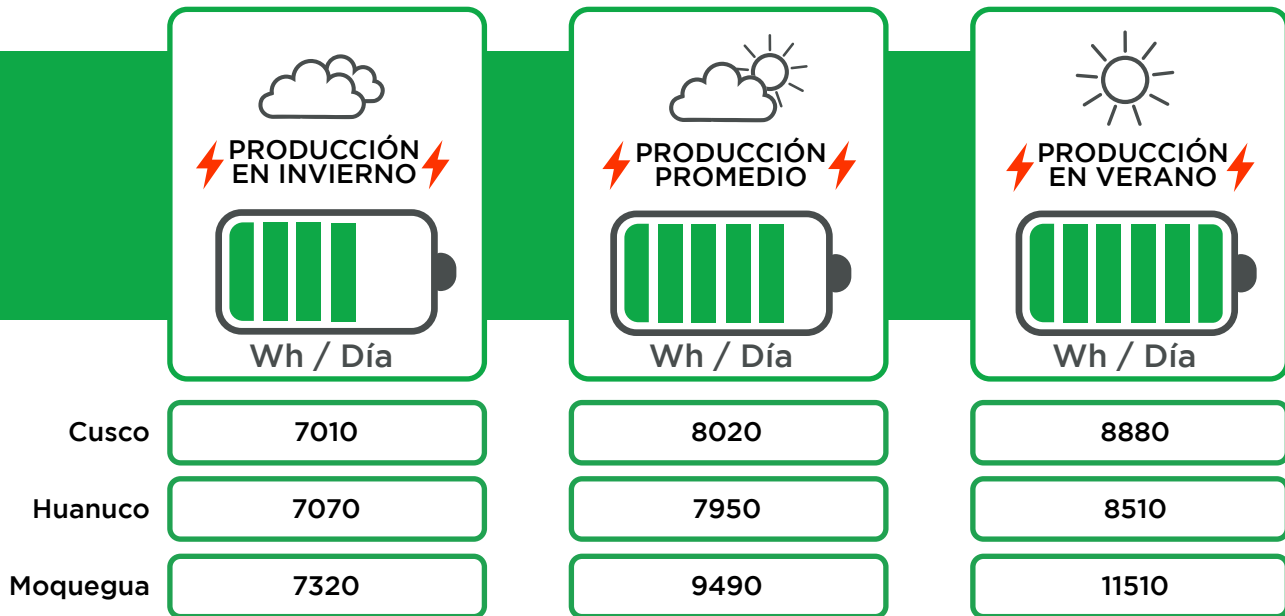 PRODUCCIÓN
EN INVIERNO
Wh / Día
PRODUCCIÓN
PROMEDIO
Wh / Día
PRODUCCIÓN
EN VERANO
Wh / Día
Cusco 7010 8020 8880
Huanuco 7070 7950 8510
Moquegua 7320 9490 11510